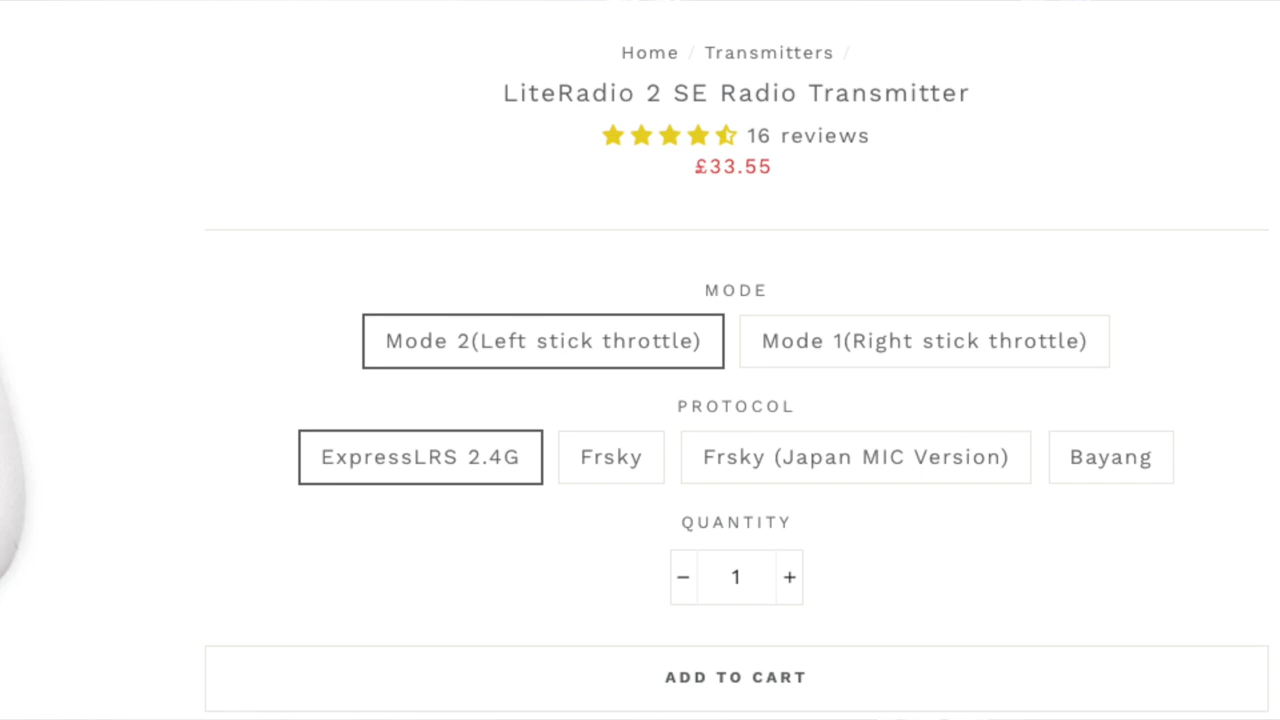 Home / Transmitters /
LiteRadio 2 SE Radio Transmitter
16 reviews
£33.55
MODE
Mode 2(Left stick throttle) Mode 1(Right stick throttle)
PROTOCOL
ExpressLRS 2.4G Frsky Frsky (Japan MIC Version) Bayang
QUANTITY
− 1 +
ADD TO CART